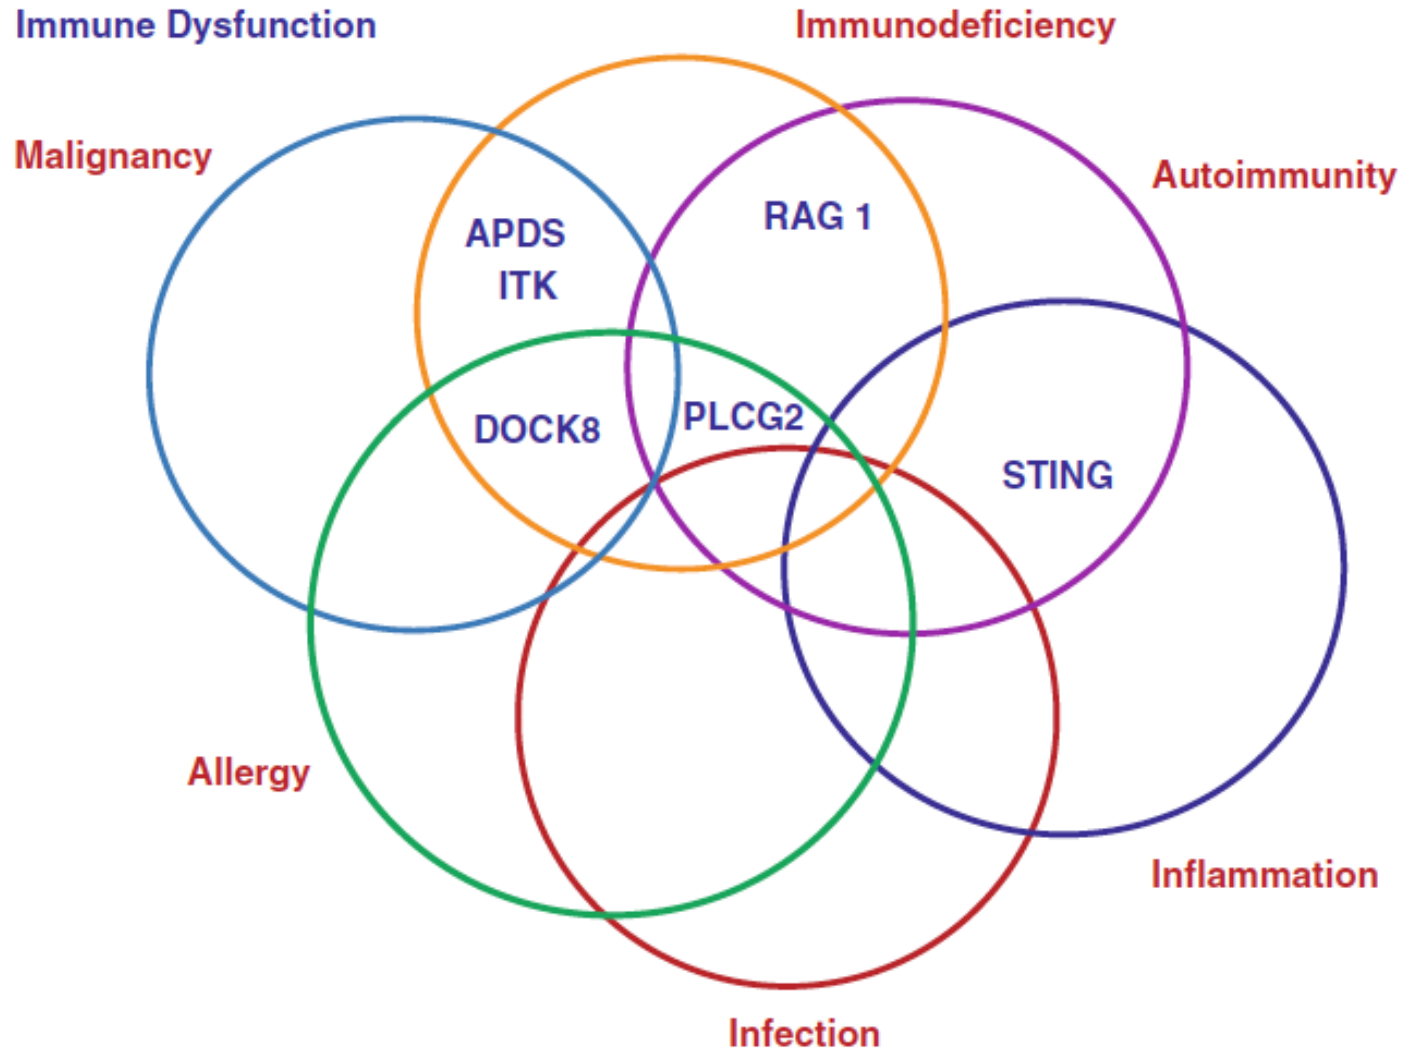 Immune Dysfunction
Immunodeficiency
Malignancy
Autoimmunity
APDS
ITK
RAG 1
DOCK8
PLCG2
STING
Allergy
Inflammation
Infection